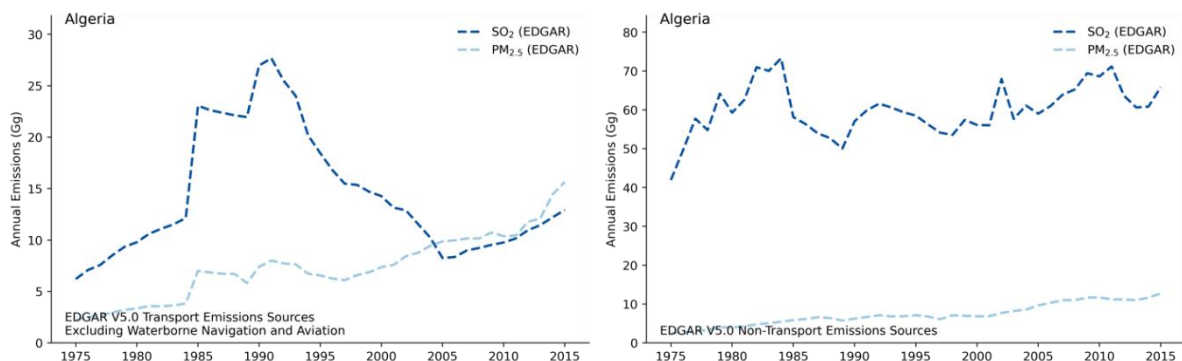 Algeria
SO₂ (EDGAR)
PM₂.₅ (EDGAR)
Annual Emissions (Gg)
30
25
20
15
10
5
0
EDGAR V5.0 Transport Emissions Sources
Excluding Waterborne Navigation and Aviation
1975 1980 1985 1990 1995 2000 2005 2010 2015
Algeria
SO₂ (EDGAR)
PM₂.₅ (EDGAR)
Annual Emissions (Gg)
80
70
60
50
40
30
20
10
0
EDGAR V5.0 Non-Transport Emissions Sources
1975 1980 1985 1990 1995 2000 2005 2010 2015